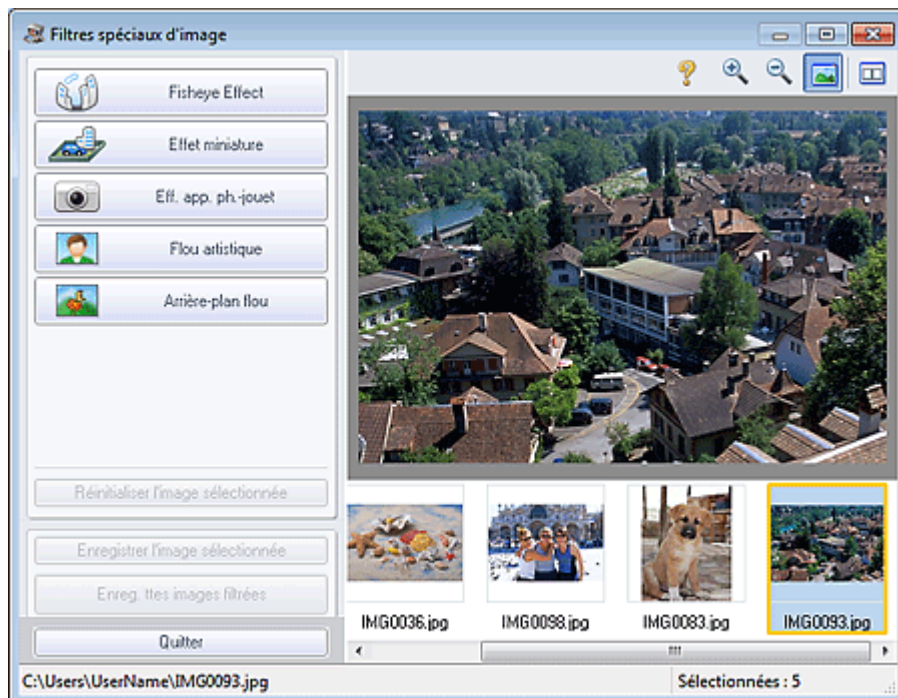 Filtres spéciaux d'image
Fisheye Effect
Effet miniature
Eff. app. ph.-jouet
Flou artistique
Arrière-plan flou
Réinitialiser l'image sélectionnée
Enregistrer l'image sélectionnée
Enreg. ttes images filtrées
Quitter
IMG0036.jpg
IMG0098.jpg
IMG0083.jpg
IMG0093.jpg
C:\Users\UserName\IMG0093.jpg
Sélectionnées : 5